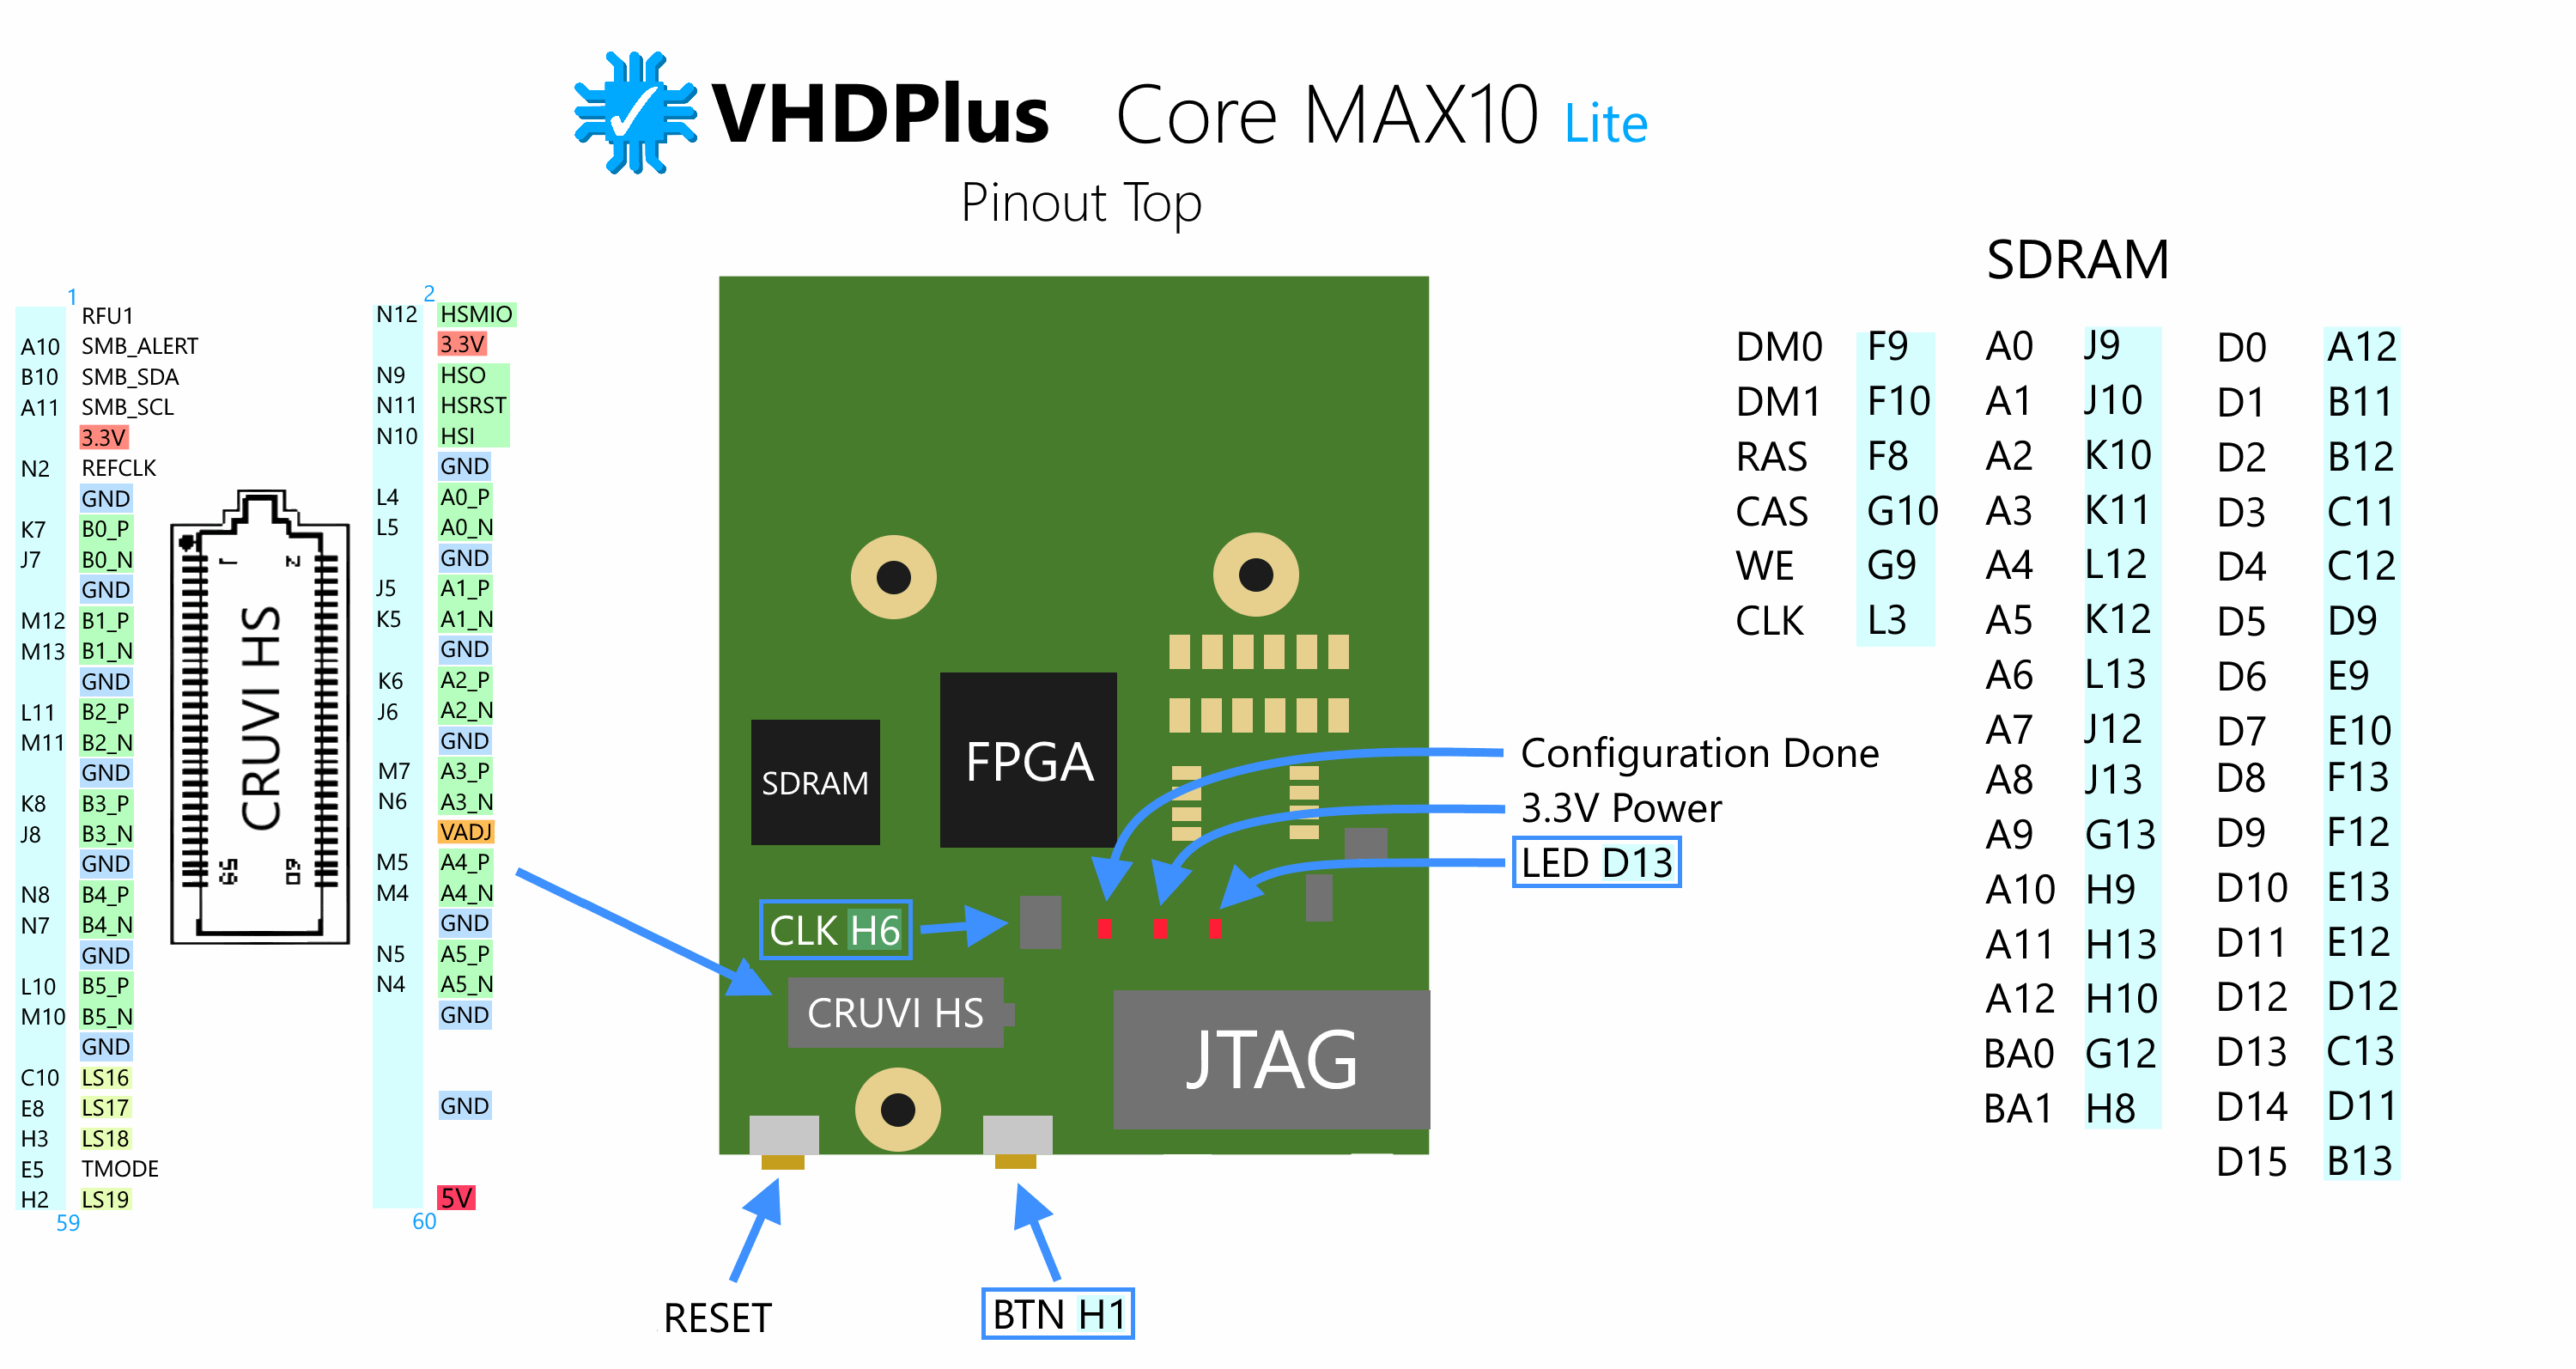 VHDPlus Core MAX10 Lite
Pinout Top
1
RFU1
A10 SMB_ALERT
B10 SMB_SDA
A11 SMB_SCL
3.3V
N2 REFCLK
GND
K7 B0_P
J7 B0_N
GND
M12 B1_P
M13 B1_N
GND
L11 B2_P
M11 B2_N
GND
K8 B3_P
J8 B3_N
GND
N8 B4_P
N7 B4_N
GND
L10 B5_P
M10 B5_N
GND
C10 LS16
E8 LS17
H3 LS18
E5 TMODE
H2 LS19
59
1 2
CRUVI HS
59 60
2
N12 HSMIO
3.3V
N9 HSO
N11 HSRST
N10 HSI
GND
L4 A0_P
L5 A0_N
GND
J5 A1_P
K5 A1_N
GND
K6 A2_P
J6 A2_N
GND
M7 A3_P
N6 A3_N
VADJ
M5 A4_P
M4 A4_N
GND
N5 A5_P
N4 A5_N
GND
GND
5V
60
SDRAM
FPGA
CLK H6
CRUVI HS
JTAG
RESET
BTN H1
Configuration Done
3.3V Power
LED D13
SDRAM
DM0 F9 A0 J9 D0 A12
DM1 F10 A1 J10 D1 B11
RAS F8 A2 K10 D2 B12
CAS G10 A3 K11 D3 C11
WE G9 A4 L12 D4 C12
CLK L3 A5 K12 D5 D9
A6 L13 D6 E9
A7 J12 D7 E10
A8 J13 D8 F13
A9 G13 D9 F12
A10 H9 D10 E13
A11 H13 D11 E12
A12 H10 D12 D12
BA0 G12 D13 C13
BA1 H8 D14 D11
D15 B13